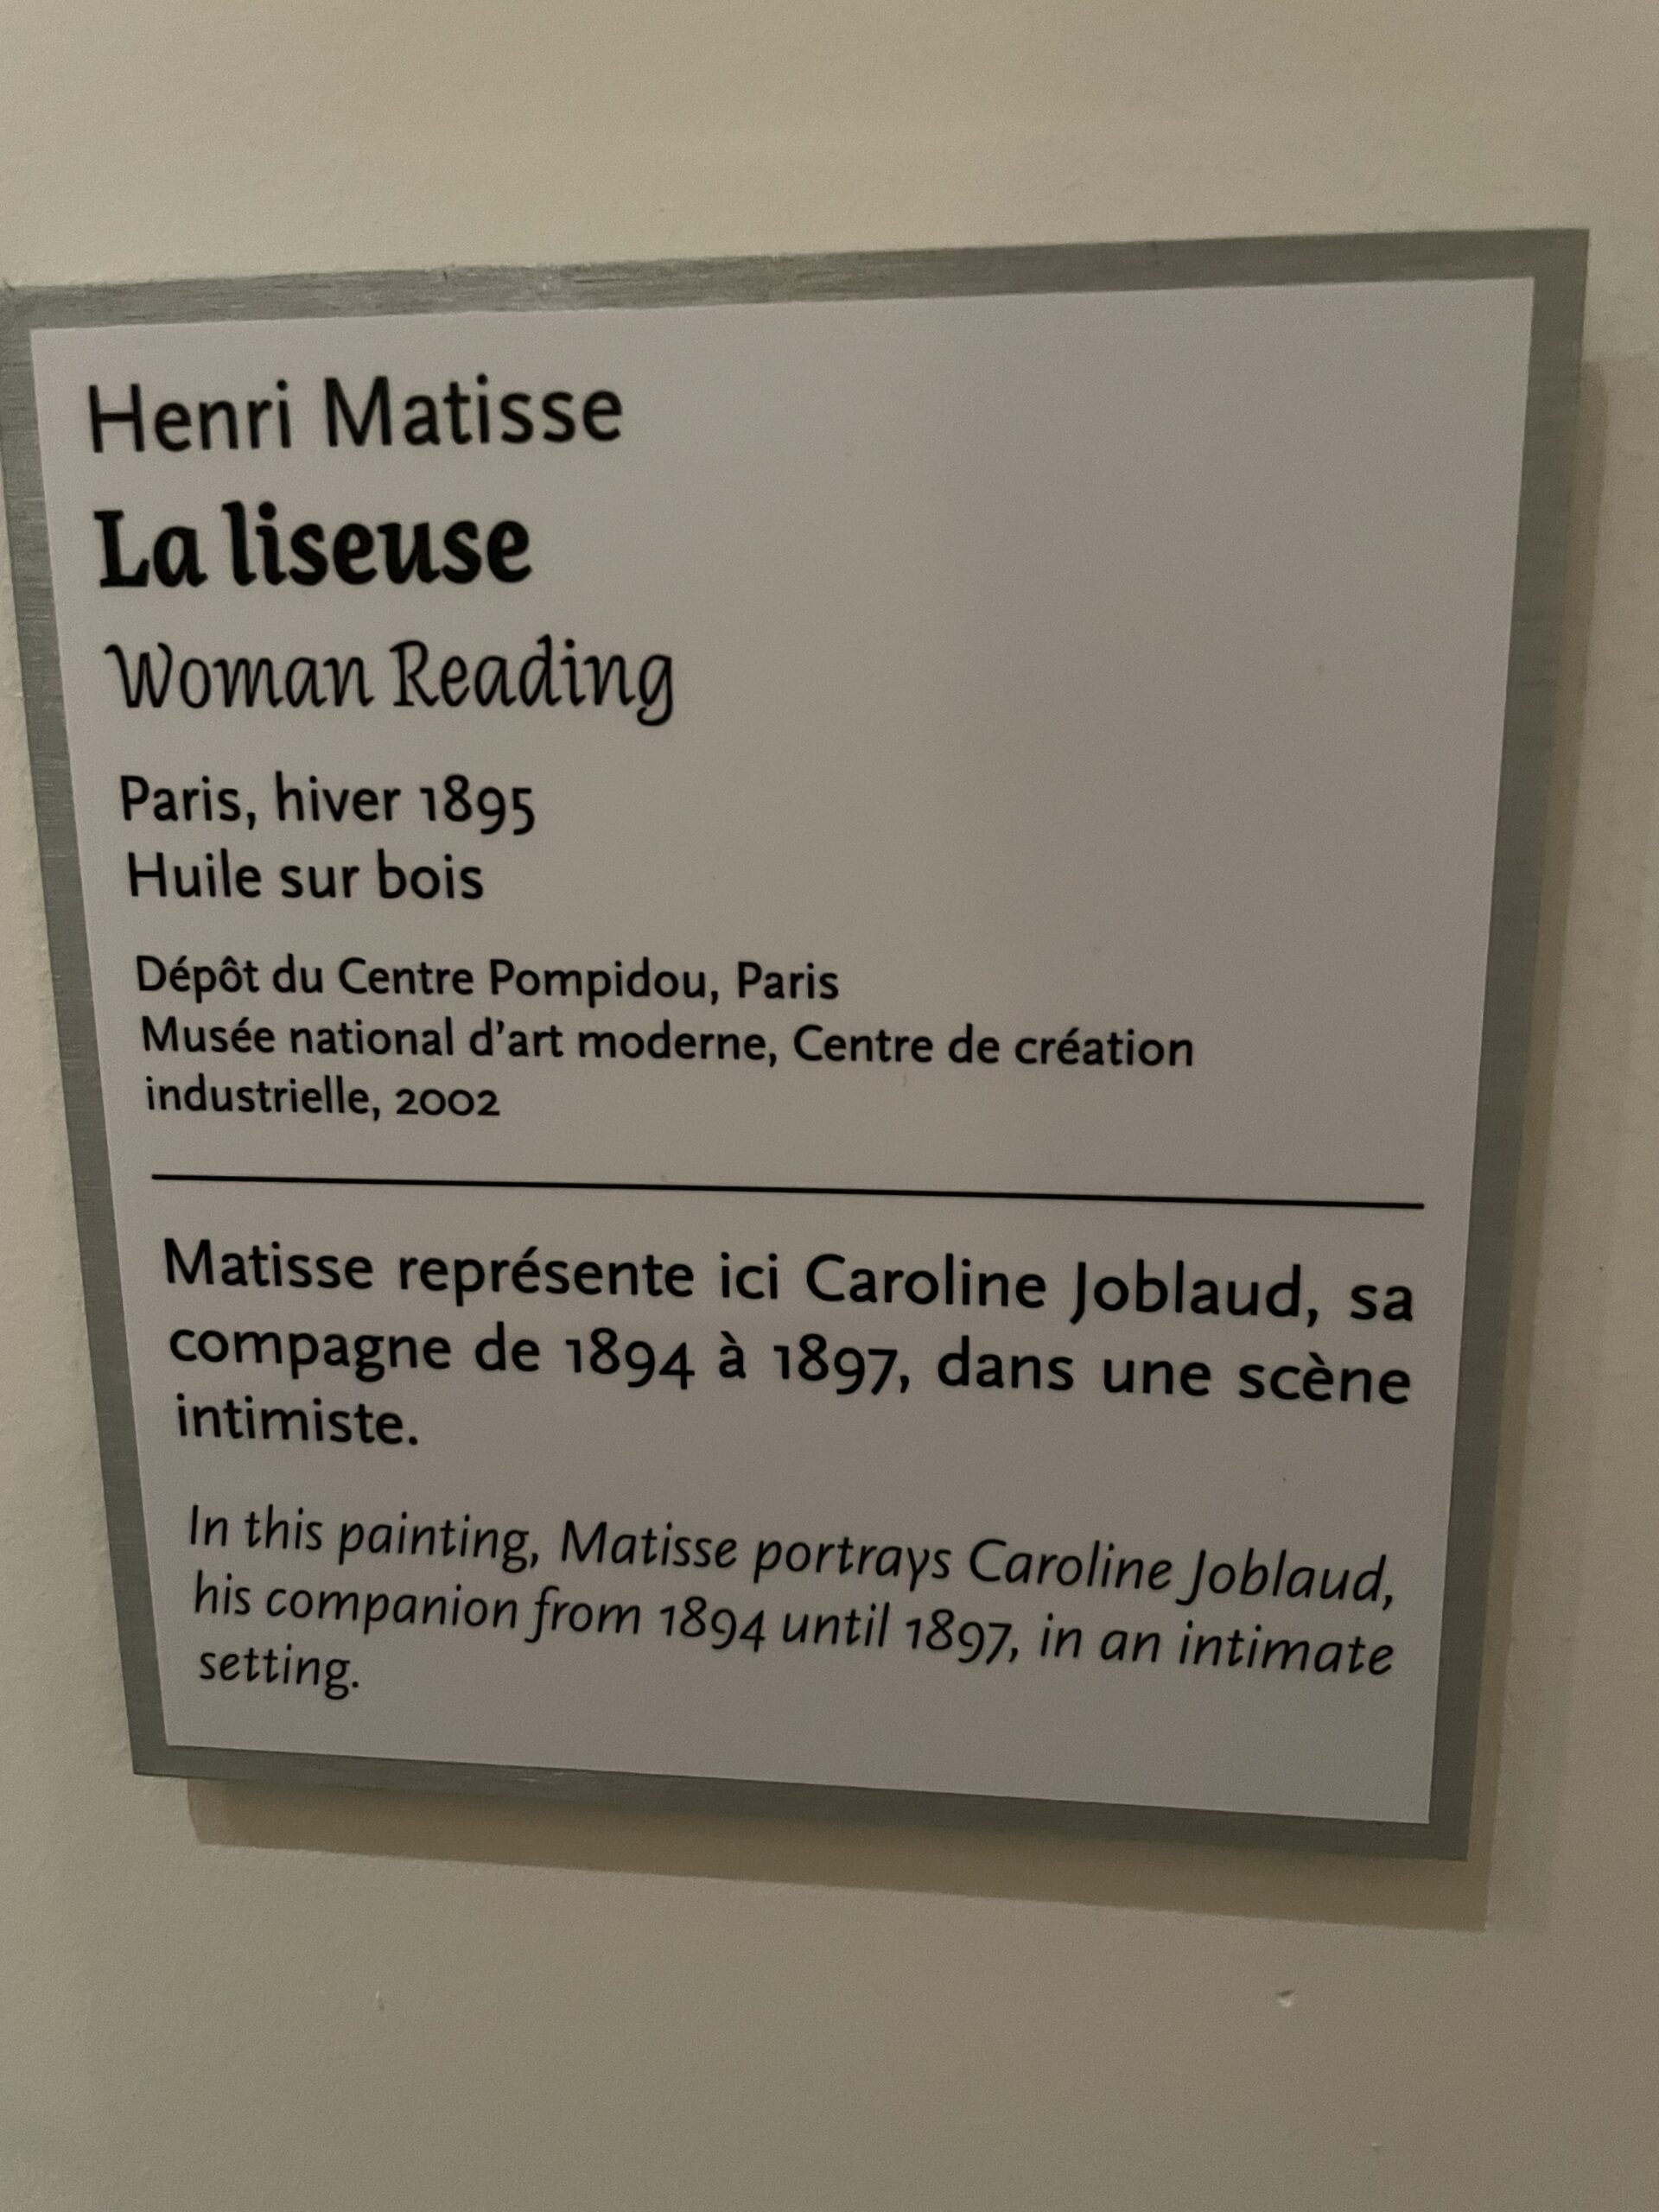 Henri Matisse
La liseuse
Woman Reading
Paris, hiver 1895
Huile sur bois
Dépôt du Centre Pompidou, Paris
Musée national d'art moderne, Centre de création
industrielle, 2002
Matisse représente ici Caroline Joblaud, sa
compagne de 1894 à 1897, dans une scène
intimiste.
In this painting, Matisse portrays Caroline Joblaud,
his companion from 1894 until 1897, in an intimate
setting.